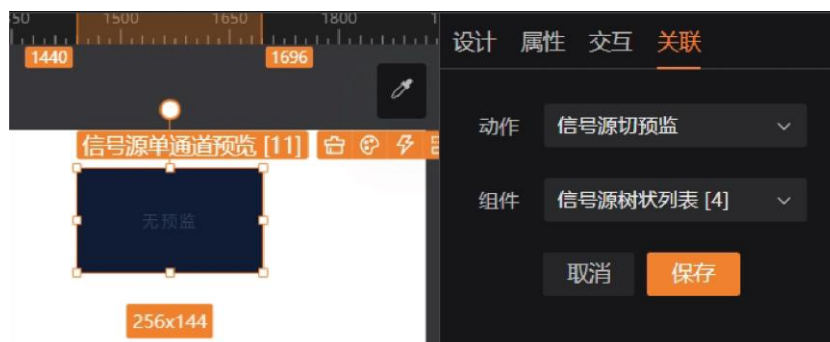 50 1500 1650 1800 1
1440 1696
信号源单通道预览 [11]
无预监
256x144
设计 属性 交互 关联
动作 信号源切预监
组件 信号源树状列表 [4]
取消 保存